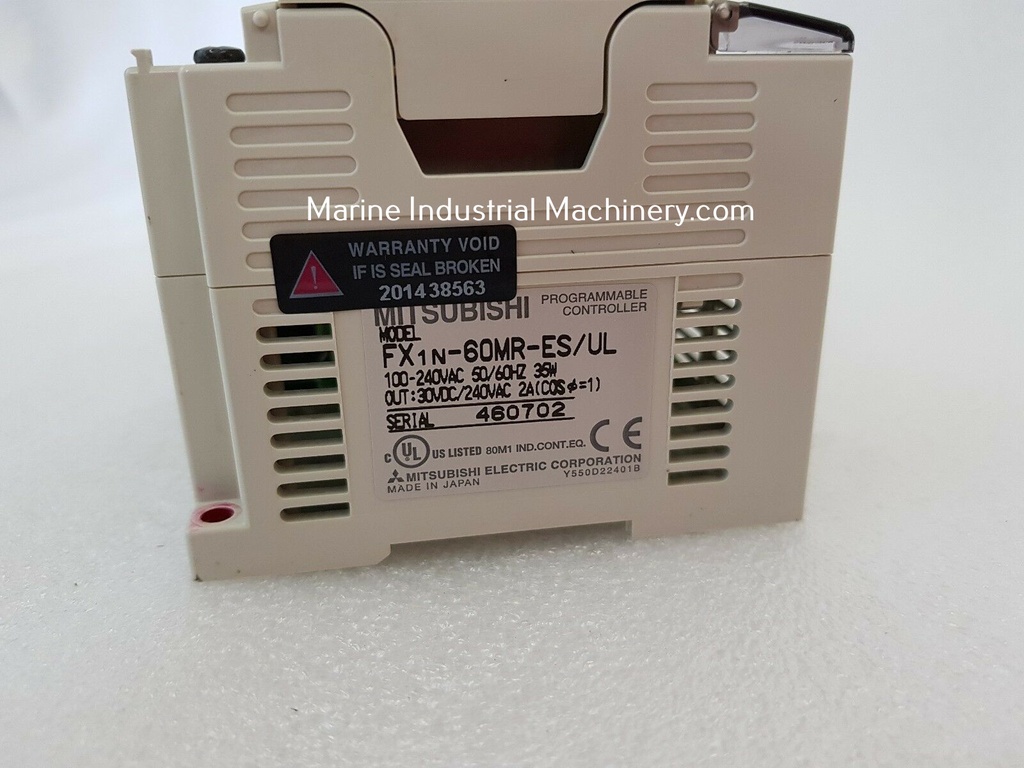 Marine Industrial Machinery.com
WARRANTY VOID
IF IS SEAL BROKEN
201438563
MITSUBISHI
PROGRAMMABLE
CONTROLLER
MODEL
FX1N-60MR-ES/UL
100-240VAC 50/60HZ 35W
OUT:30VDC/240VAC 2A(COSφ=1)
SERIAL 460702
C UL US LISTED 80M1 IND.CONT.EQ. CE
MITSUBISHI ELECTRIC CORPORATION
MADE IN JAPAN
Y550D22401B